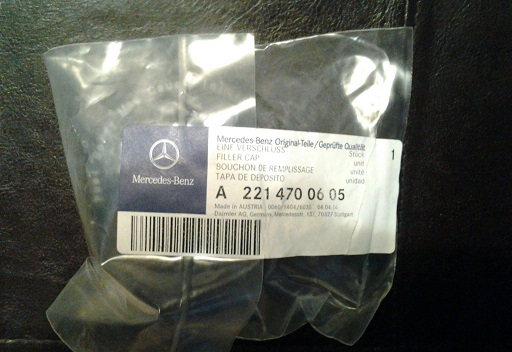 Mercedes-Benz
Mercedes-Benz Original-Teile/Geprüfte Qualität
EINF VERSCHLUSS
FILLER CAP
BOUCHON DE REMPLISSAGE
TAPA DE DEPOSITO
Stück
unit
unité
unidad
1
A 221 470 06 05
Made in AUSTRIA
Daimler AG, Germany, Mercedesstr. 137, 70327 Stuttgart